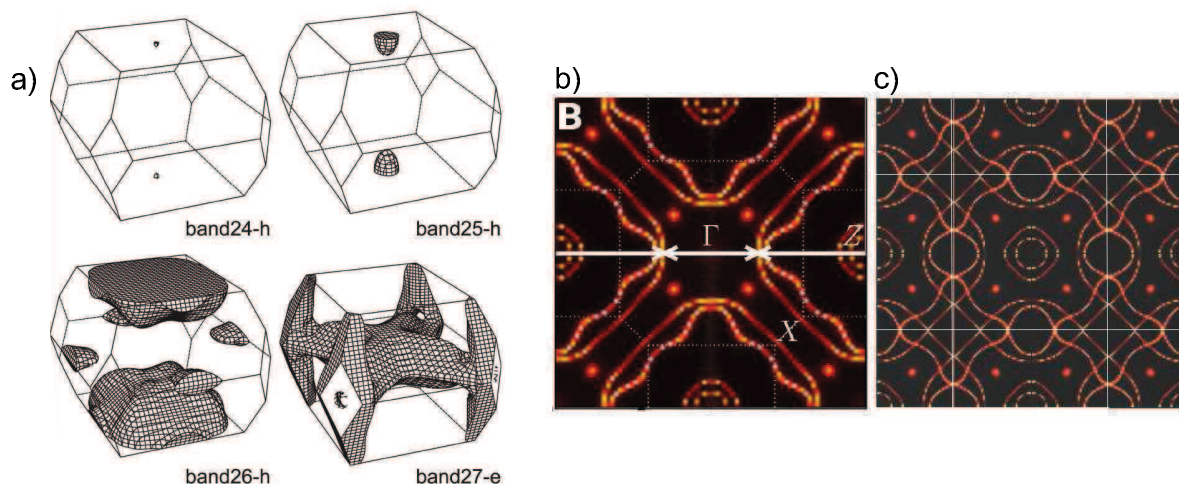 a)
band24-h
band25-h
band26-h
band27-e
b)
B
Γ
Z
X
c)